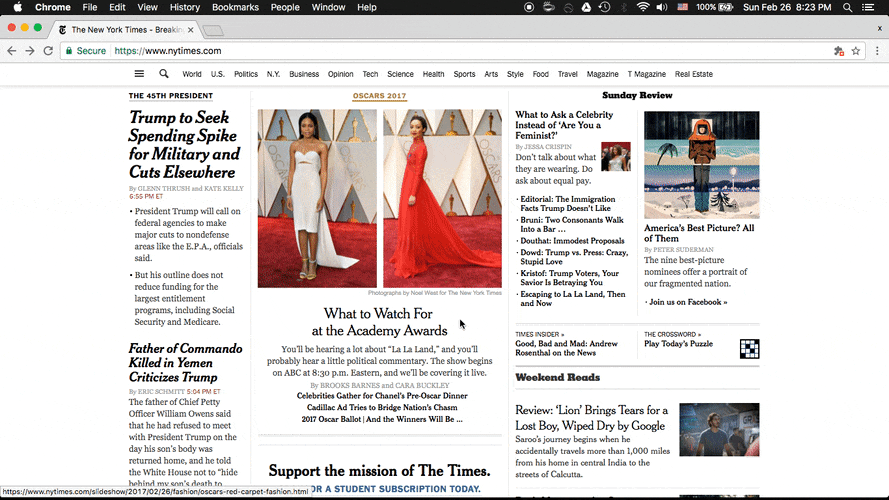 Chrome File Edit View History Bookmarks People Window Help
100% Sun Feb 26 8:23 PM
The New York Times - Breakin
x
Secure https://www.nytimes.com
World U.S. Politics N.Y. Business Opinion Tech Science Health Sports Arts Style Food Travel Magazine T Magazine Real Estate
THE 45TH PRESIDENT
Trump to Seek
Spending Spike
for Military and
Cuts Elsewhere
By GLENN THRUSH and KATE KELLY
6:55 PM ET
• President Trump will call on
federal agencies to make
major cuts to nondefense
areas like the E.P.A., officials
said.
• But his outline does not
reduce funding for the
largest entitlement
programs, including Social
Security and Medicare.
Father of Commando
Killed in Yemen
Criticizes Trump
By ERIC SCHMITT 5:04 PM ET
The father of Chief Petty
Officer William Owens said
that he had refused to meet
with President Trump on the
day his son's body was
returned home, and he told
the White House not to "hide
behind my son's death to
OSCARS 2017
OSCARS
Photographs by Noel West for The New York Times
What to Watch For
at the Academy Awards
You'll be hearing a lot about "La La Land," and you'll
probably hear a little political commentary. The show begins
on ABC at 8:30 p.m. Eastern, and we'll be covering it live.
By BROOKS BARNES and CARA BUCKLEY
Celebrities Gather for Chanel's Pre-Oscar Dinner
Cadillac Ad Tries to Bridge Nation's Chasm
2017 Oscar Ballot | And the Winners Will Be ...
Support the mission of The Times.
FOR A STUDENT SUBSCRIPTION TODAY.
Sunday Review
What to Ask a Celebrity
Instead of 'Are You a
Feminist?'
By JESSA CRISPIN
Don't talk about what
they are wearing. Do
ask about equal pay.
• Editorial: The Immigration
Facts Trump Doesn't Like
• Bruni: Two Consonants Walk
Into a Bar ...
• Douthat: Immodest Proposals
• Dowd: Trump vs. Press: Crazy,
Stupid Love
• Kristof: Trump Voters, Your
Savior Is Betraying You
• Escaping to La La Land, Then
and Now
America's Best Picture? All
of Them
By PETER SUDERMAN
The nine best-picture
nominees offer a portrait of
our fragmented nation.
• Join us on Facebook »
TIMES INSIDER »
Good, Bad and Mad: Andrew
Rosenthal on the News
THE CROSSWORD »
Play Today's Puzzle
Weekend Reads
Review: 'Lion' Brings Tears for a
Lost Boy, Wiped Dry by Google
Saroo's journey begins when he
accidentally travels more than 1,000 miles
from his home in central India to the
streets of Calcutta.
https://www.nytimes.com/slideshow/2017/02/26/fashion/oscars-red-carpet-fashion.html